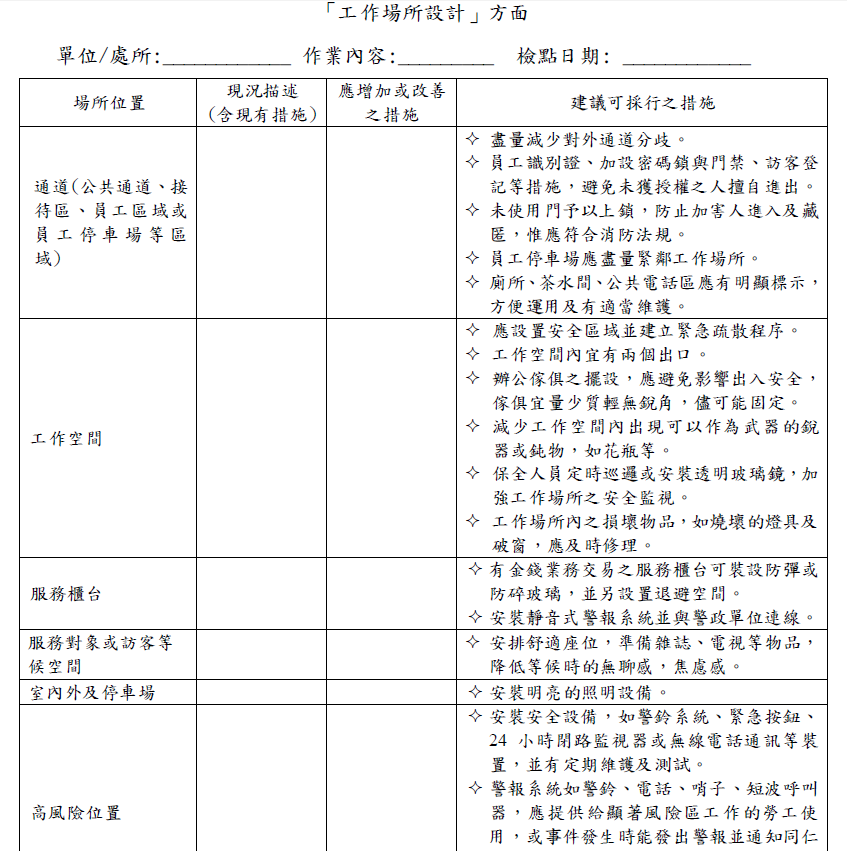 「工作場所設計」方面
單位/處所:____________ 作業內容:_________ 檢點日期: ____________
場所位置
現況描述
(含現有措施)
應增加或改善
之措施
建議可採行之措施
通道(公共通道、接
待區、員工區域或
員工停車場等區
域)
✧ 盡量減少對外通道分歧。
✧ 員工識別證、加設密碼鎖與門禁、訪客登
記等措施，避免未獲授權之人擅自進出。
✧ 未使用門予以上鎖，防止加害人進入及藏
匿，惟應符合消防法規。
✧ 員工停車場應盡量緊鄰工作場所。
✧ 廁所、茶水間、公共電話區應有明顯標示，
方便運用及有適當維護。
工作空間
✧ 應設置安全區域並建立緊急疏散程序。
✧ 工作空間內宜有兩個出口。
✧ 辦公傢俱之擺設，應避免影響出入安全，
傢俱宜量少質輕無銳角，儘可能固定。
✧ 減少工作空間內出現可以作為武器的銳
器或鈍物，如花瓶等。
✧ 保全人員定時巡邏或安裝透明玻璃鏡，加
強工作場所之安全監視。
✧ 工作場所內之損壞物品，如燒壞的燈具及
破窗，應及時修理。
服務櫃台
✧ 有金錢業務交易之服務櫃台可裝設防彈或
防碎玻璃，並另設置退避空間。
✧ 安裝靜音式警報系統並與警政單位連線。
服務對象或訪客等
候空間
✧ 安排舒適座位，準備雜誌、電視等物品，
降低等候時的無聊感，焦慮感。
室內外及停車場
✧ 安裝明亮的照明設備。
高風險位置
✧ 安裝安全設備，如警鈴系統、緊急按鈕、
24 小時閉路監視器或無線電話通訊等裝
置，並有定期維護及測試。
✧ 警報系統如警鈴、電話、哨子、短波呼叫
器，應提供給顯著風險區工作的勞工使
用，或事件發生時能發出警報並通知同仁